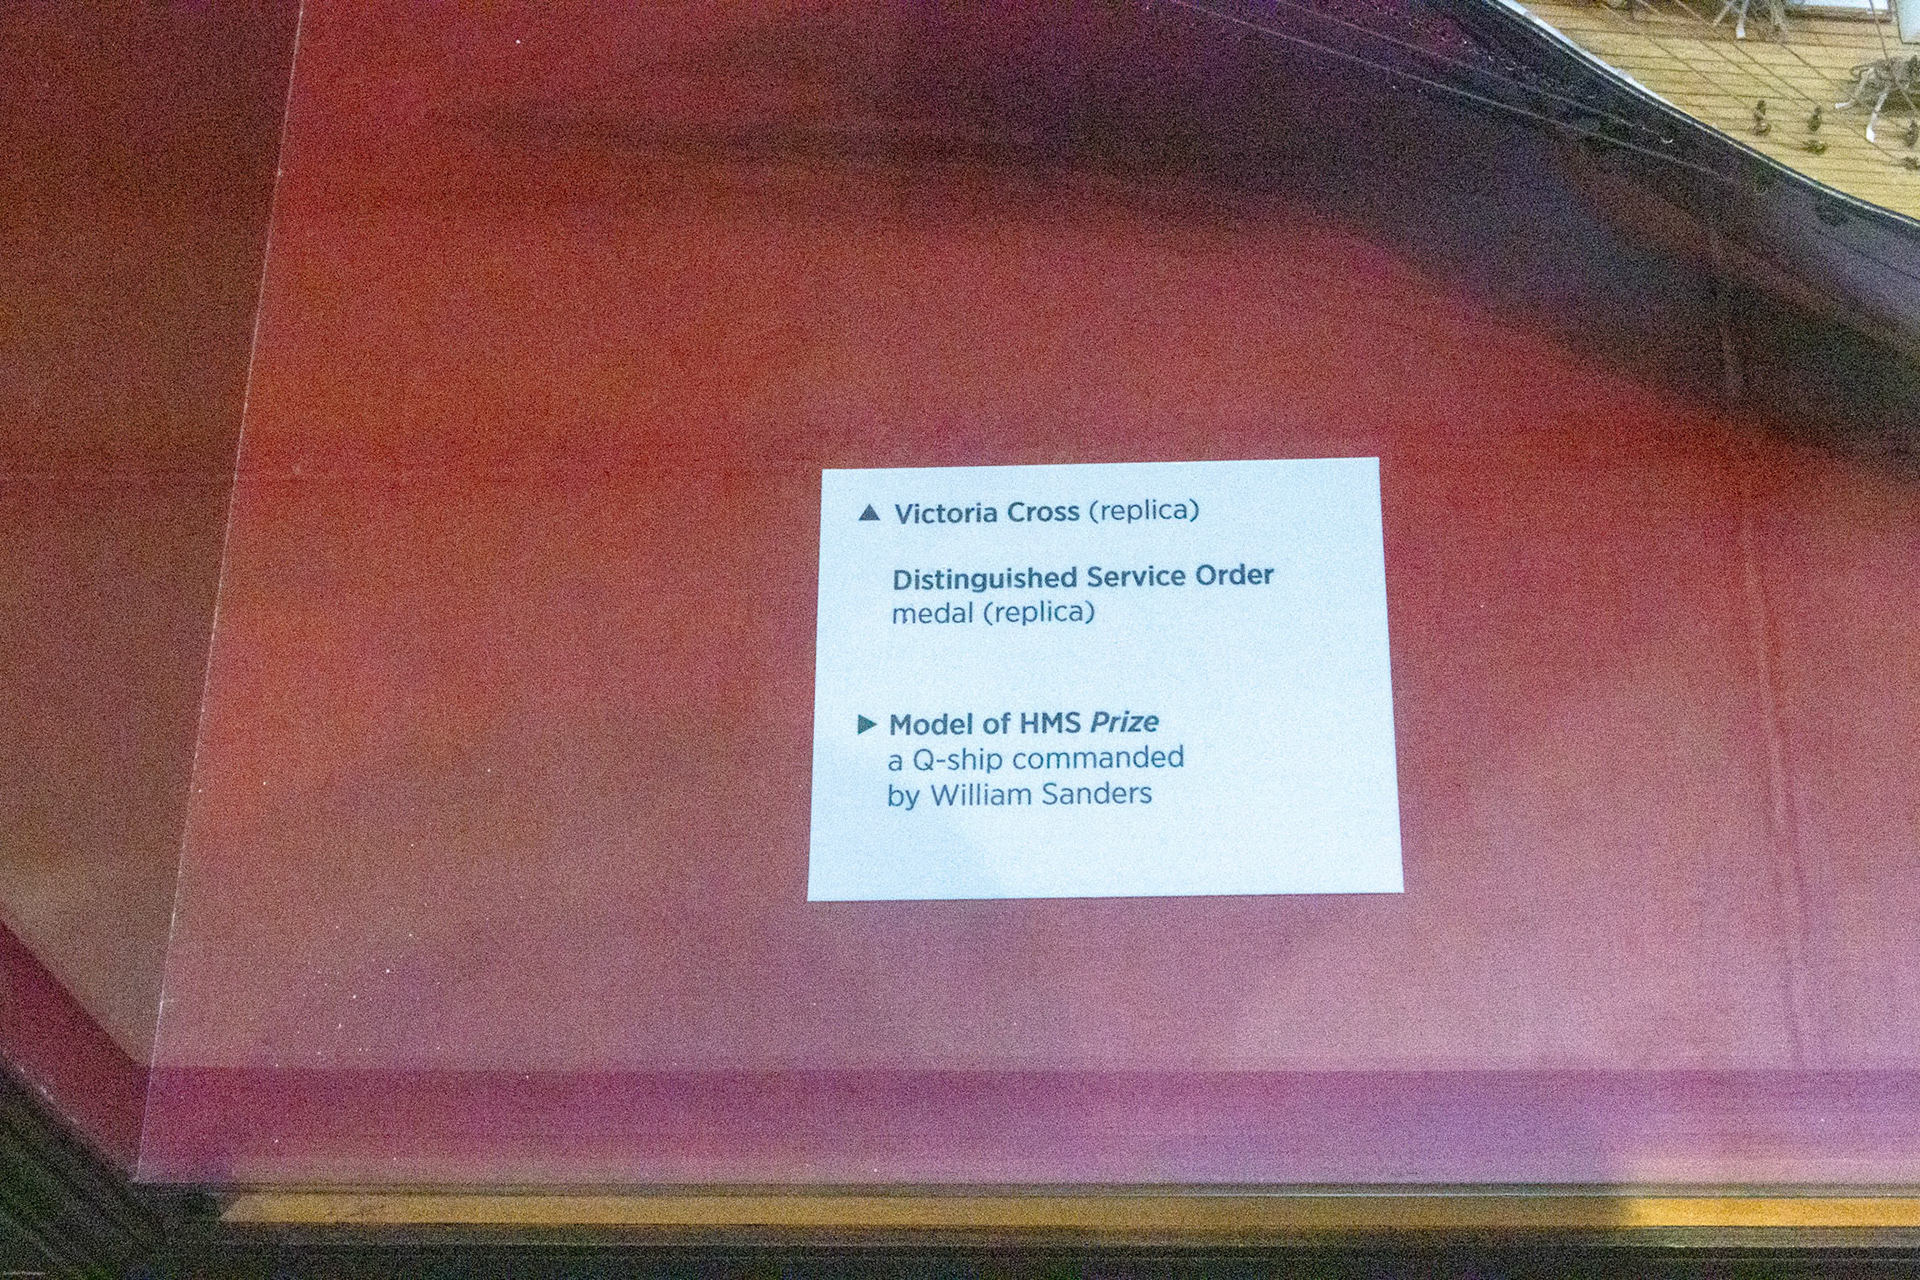 ▲ Victoria Cross (replica)
Distinguished Service Order
medal (replica)
▶ Model of HMS Prize
a Q-ship commanded
by William Sanders